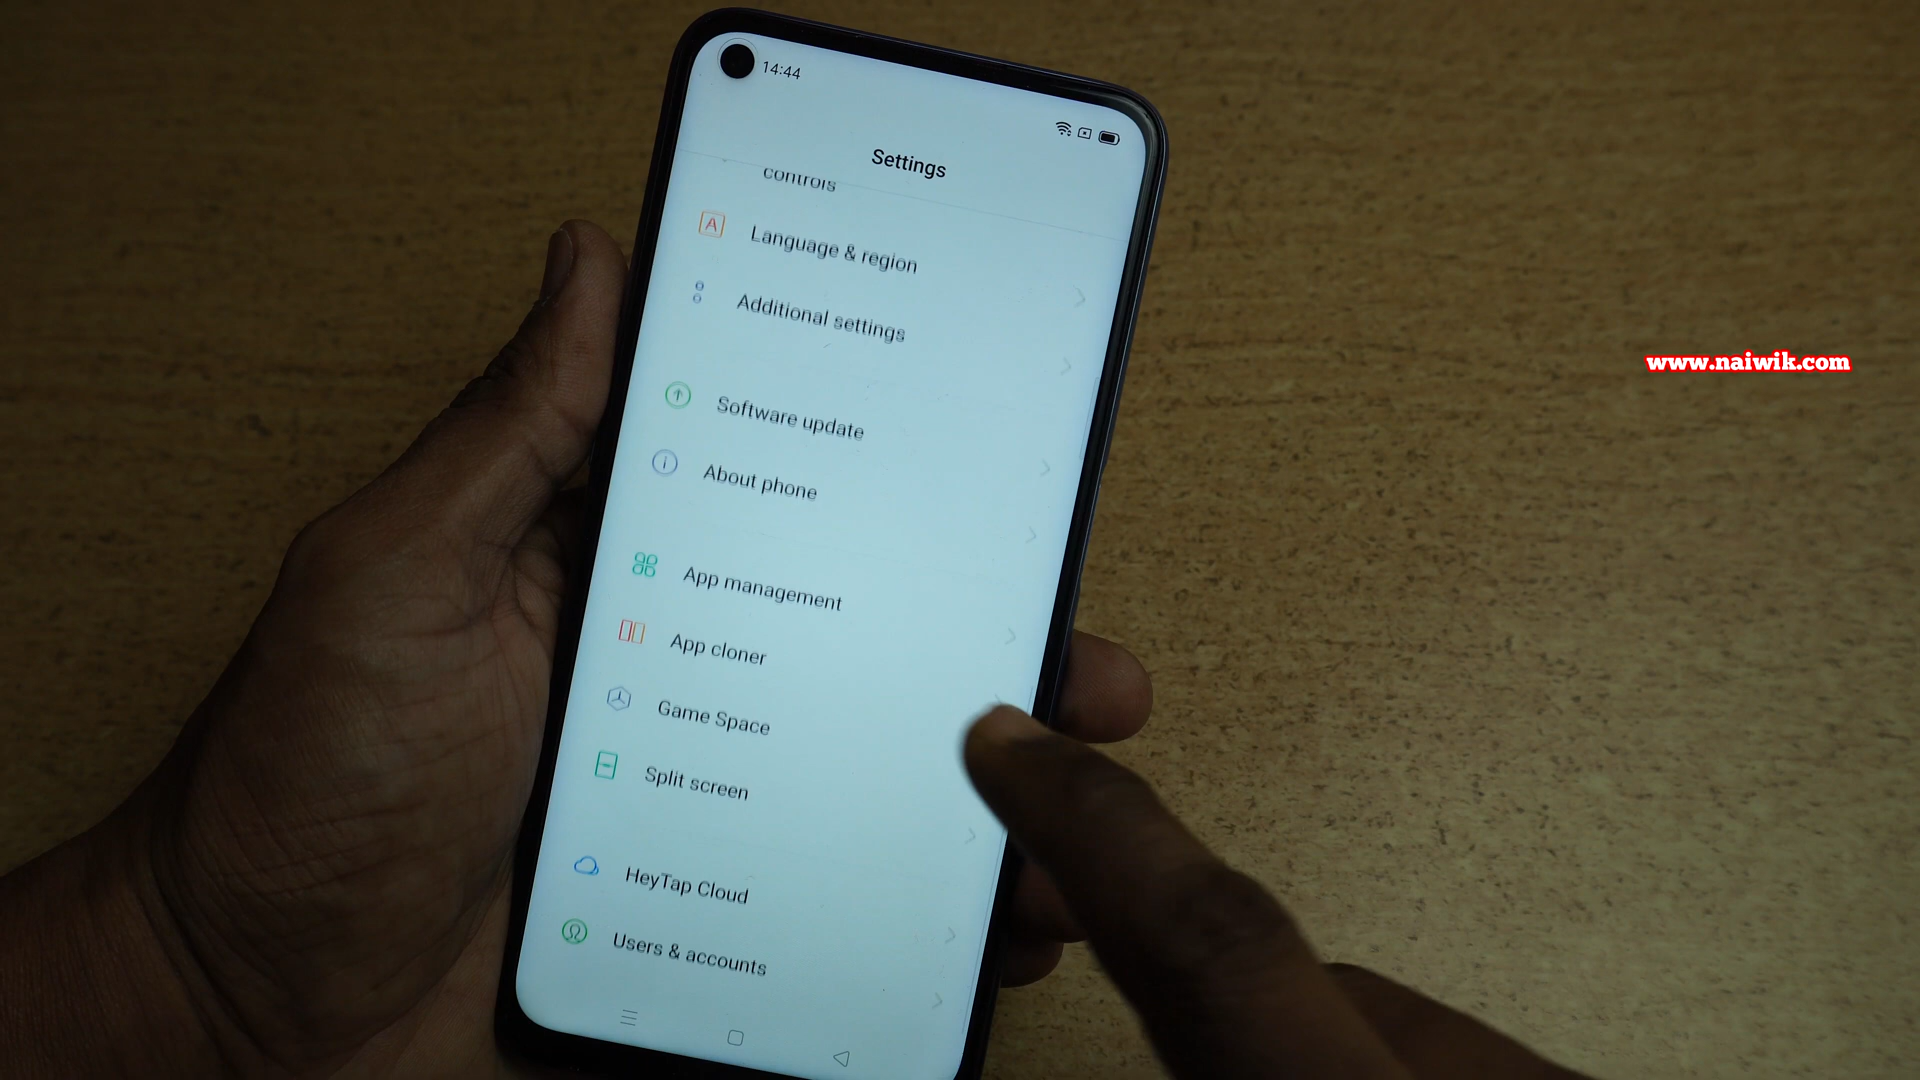 14:44
Settings
controls
A
Language & region
Additional settings
Software update
About phone
App management
App cloner
Game Space
Split screen
HeyTap Cloud
Users & accounts
www.naiwik.com